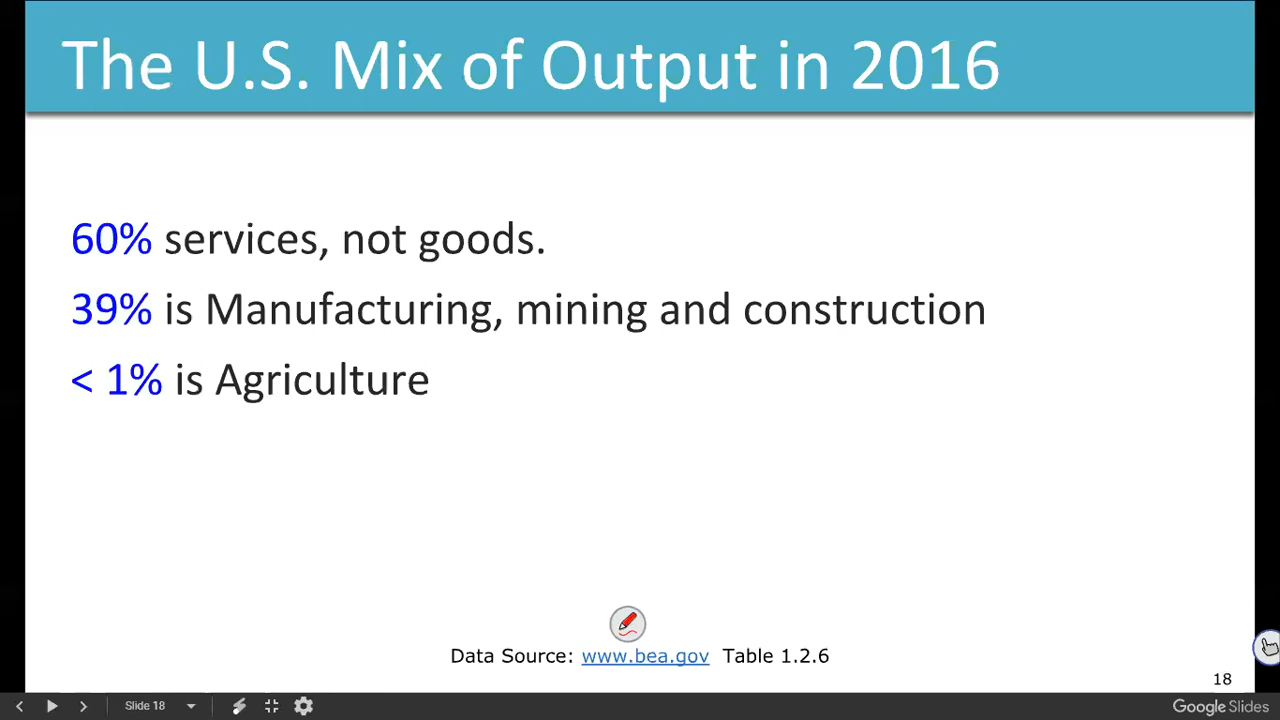 The U.S. Mix of Output in 2016
60% services, not goods.
39% is Manufacturing, mining and construction
< 1% is Agriculture
Data Source: www.bea.gov Table 1.2.6
18
Slide 18
Google Slides